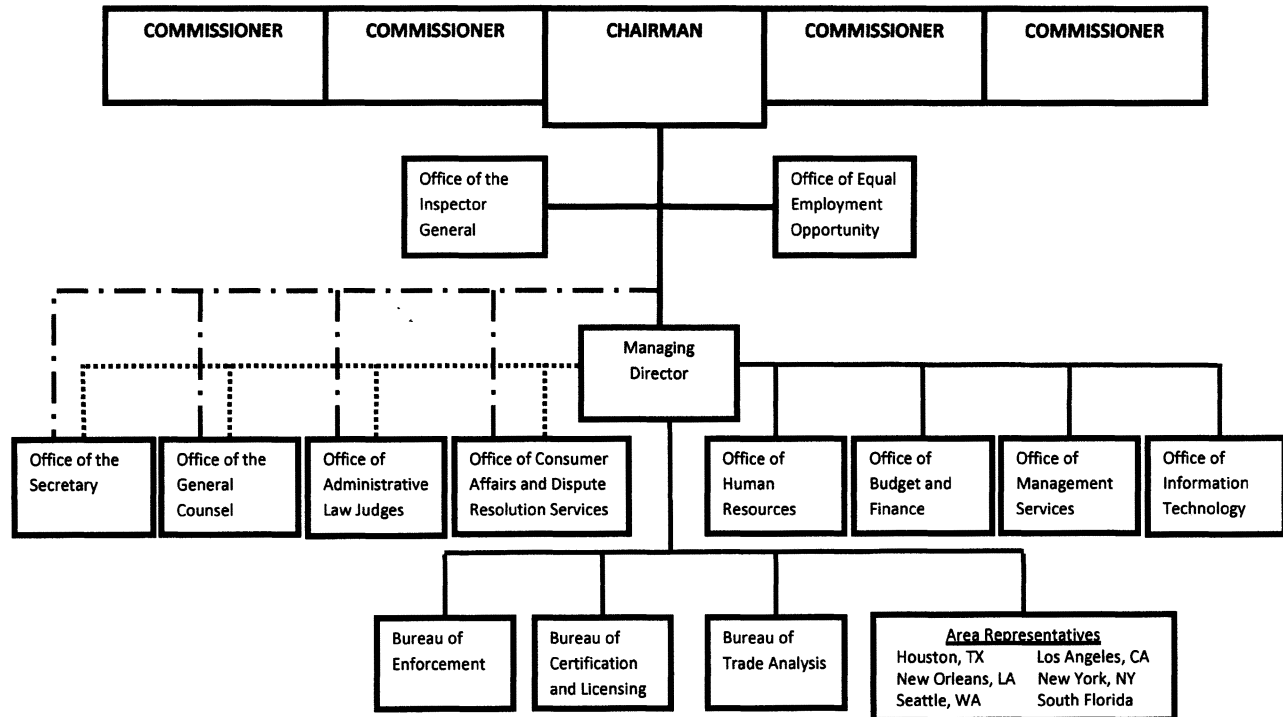 COMMISSIONER
COMMISSIONER
CHAIRMAN
COMMISSIONER
COMMISSIONER
Office of the
Inspector
General
Office of Equal
Employment
Opportunity
Managing
Director
Office of the
Secretary
Office of the
General
Counsel
Office of
Administrative
Law Judges
Office of Consumer
Affairs and Dispute
Resolution Services
Office of
Human
Resources
Office of
Budget and
Finance
Office of
Management
Services
Office of
Information
Technology
Bureau of
Enforcement
Bureau of
Certification
and Licensing
Bureau of
Trade Analysis
Area Representatives
Houston, TX Los Angeles, CA
New Orleans, LA New York, NY
Seattle, WA South Florida